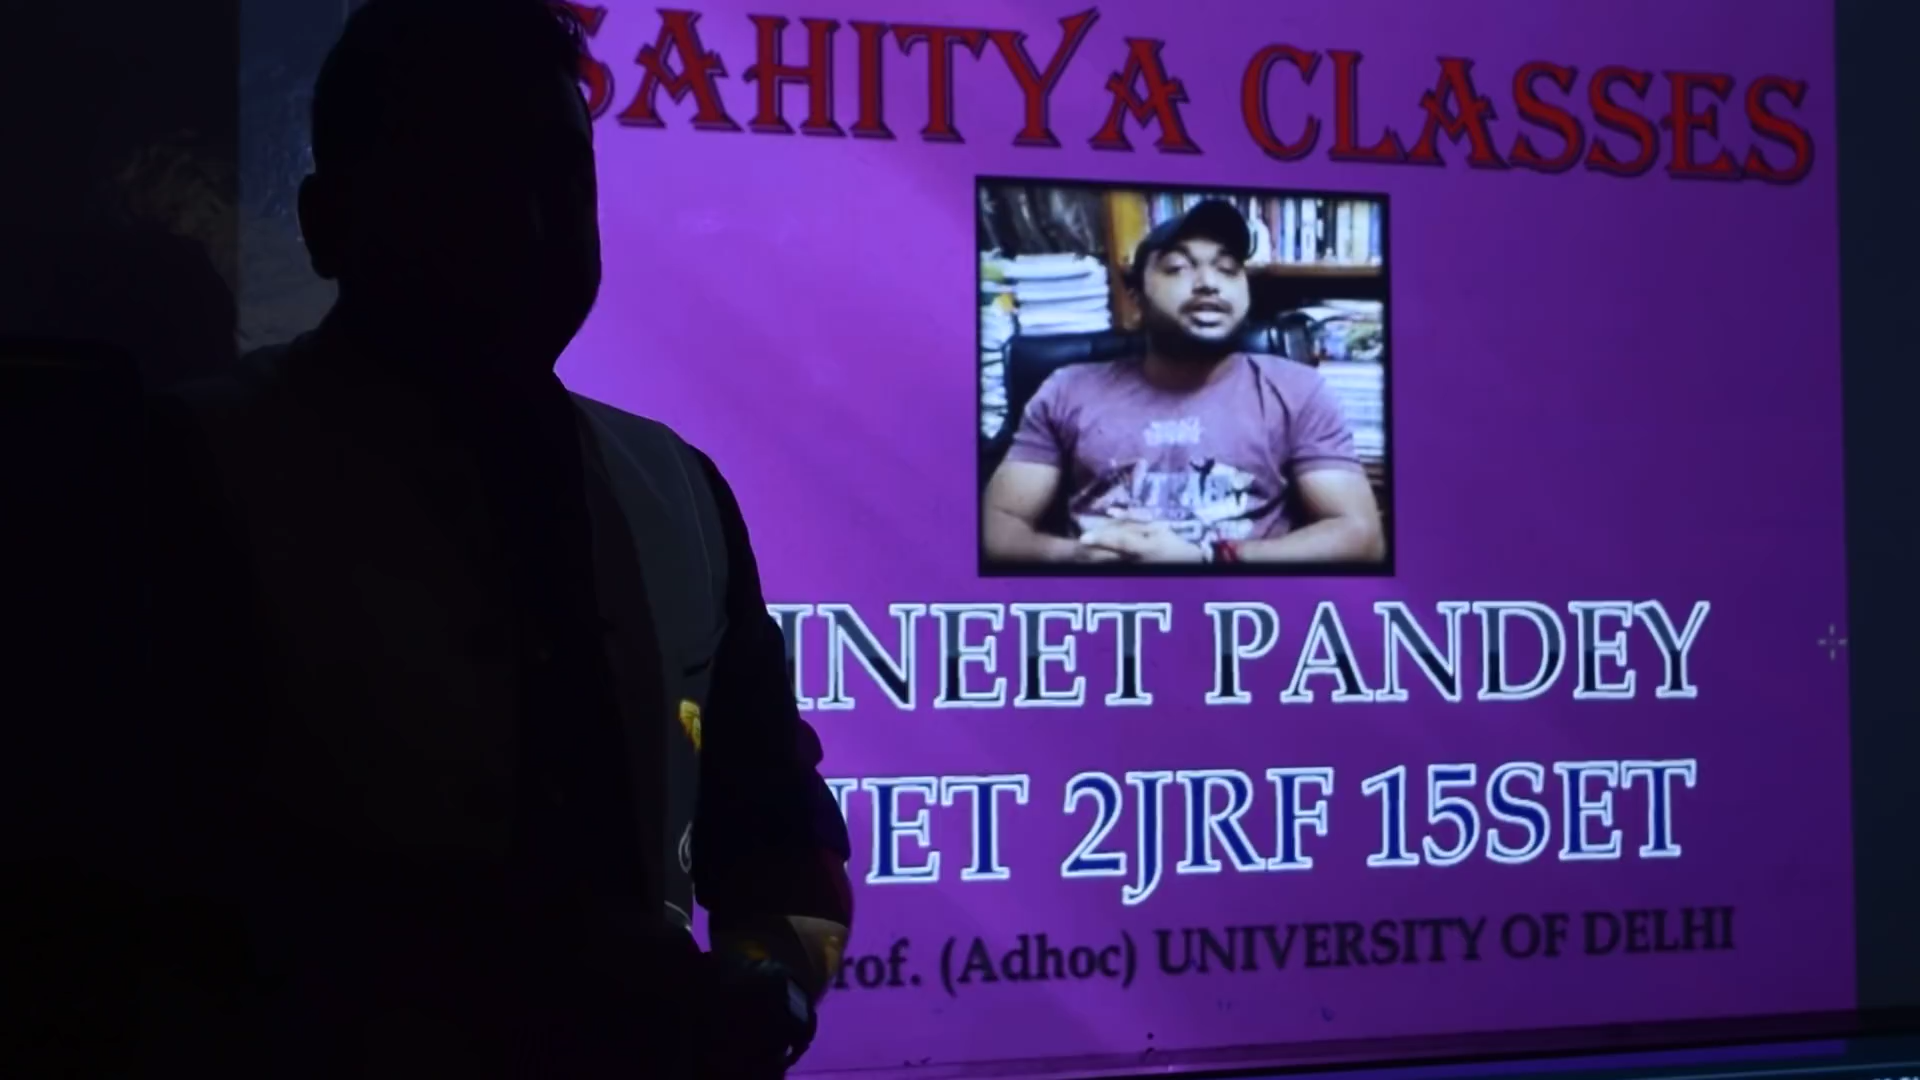 SAHITYA CLASSES
INEET PANDEY
ET 2JRF 15SET
rof. (Adhoc) UNIVERSITY OF DELHI